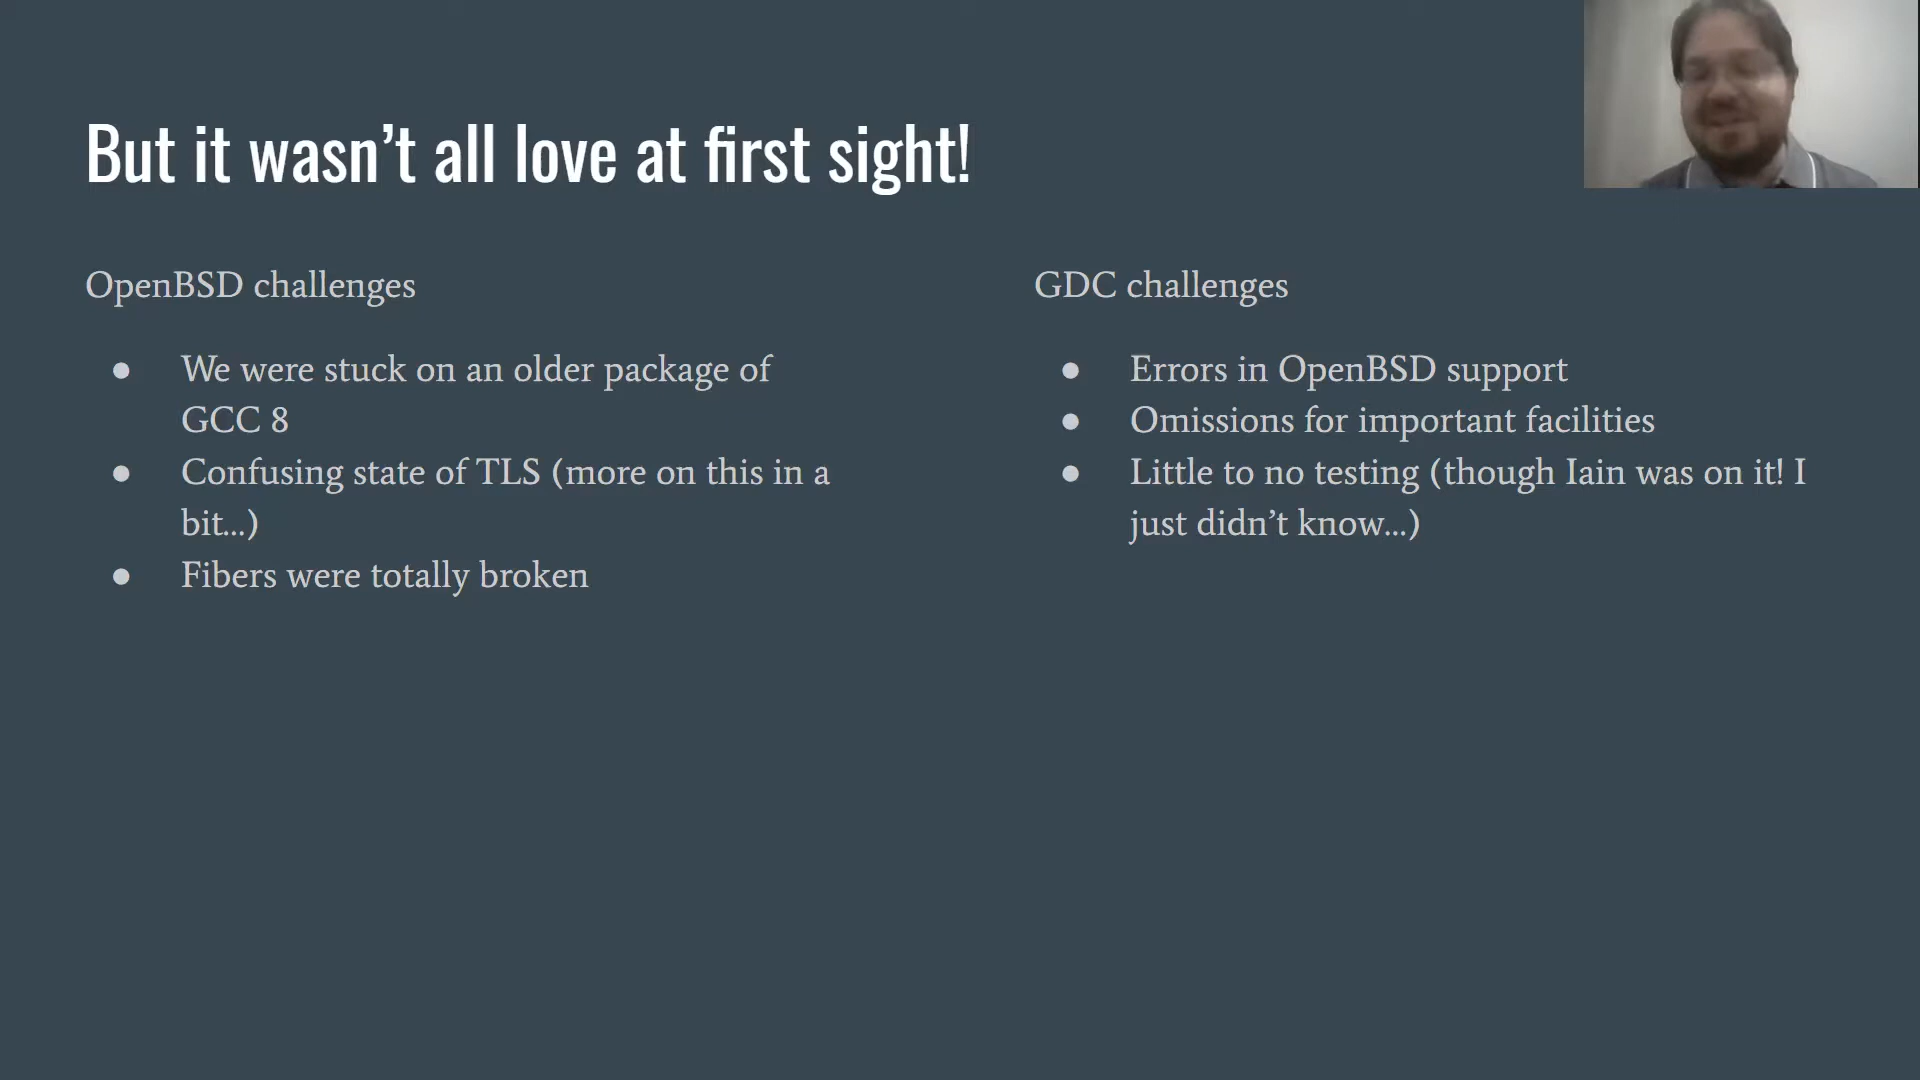 But it wasn’t all love at first sight!
OpenBSD challenges
● We were stuck on an older package of
GCC 8
● Confusing state of TLS (more on this in a
bit...)
● Fibers were totally broken
GDC challenges
● Errors in OpenBSD support
● Omissions for important facilities
● Little to no testing (though Iain was on it! I
just didn’t know...)